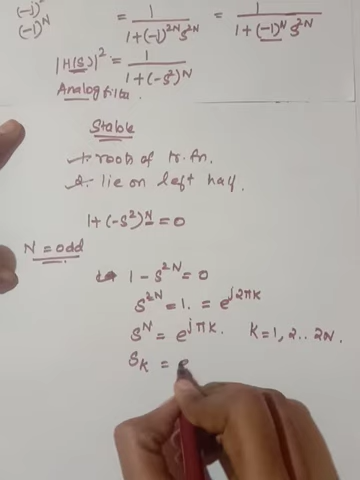 (-j)²
(-1)^N
= 1/(1+(-1)^{2N} S^{2N}) = 1/(1+(-1)^N S^{2N})
|H(S)|² = 1/(1+(-S²)^N)
Analog filter.
Stable
1. roots of tr. fn.
2. lie on left half.
1+(-S²)^N = 0
N = odd
1 - S^{2N} = 0
S^{2N} = 1. = e^{j2πk}
S^N = e^{jπk}. k = 1, 2 .. 2N.
S_k = e